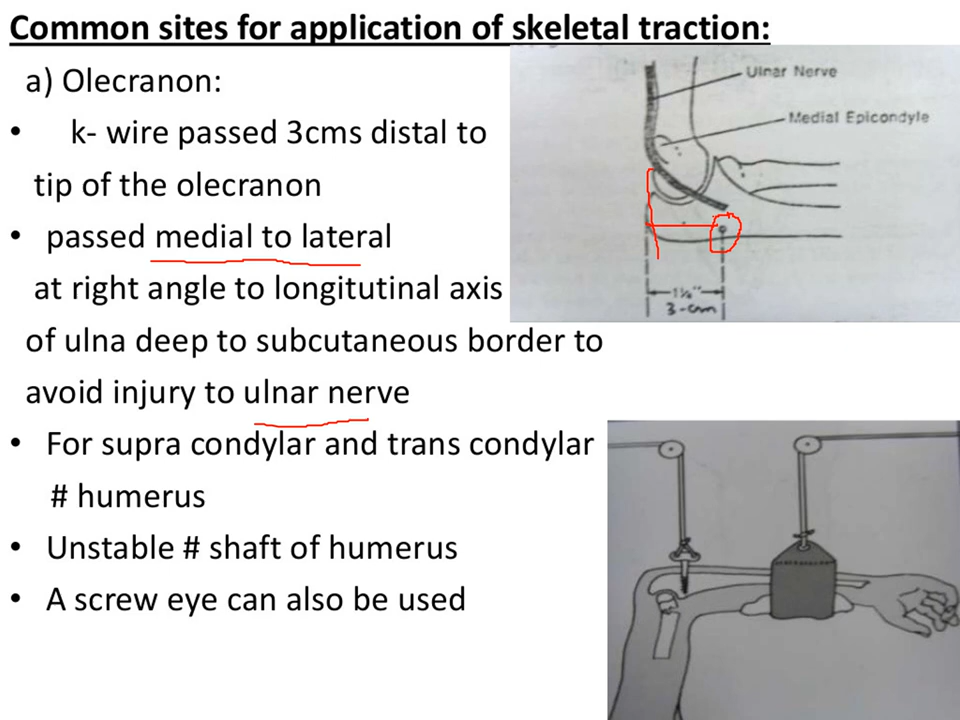 Common sites for application of skeletal traction:
a) Olecranon:
• k- wire passed 3cms distal to
tip of the olecranon
• passed medial to lateral
at right angle to longitutinal axis
of ulna deep to subcutaneous border to
avoid injury to ulnar nerve
• For supra condylar and trans condylar
# humerus
• Unstable # shaft of humerus
• A screw eye can also be used
Ulnar Nerve
Medial Epicondyle
1¼"
3-cm